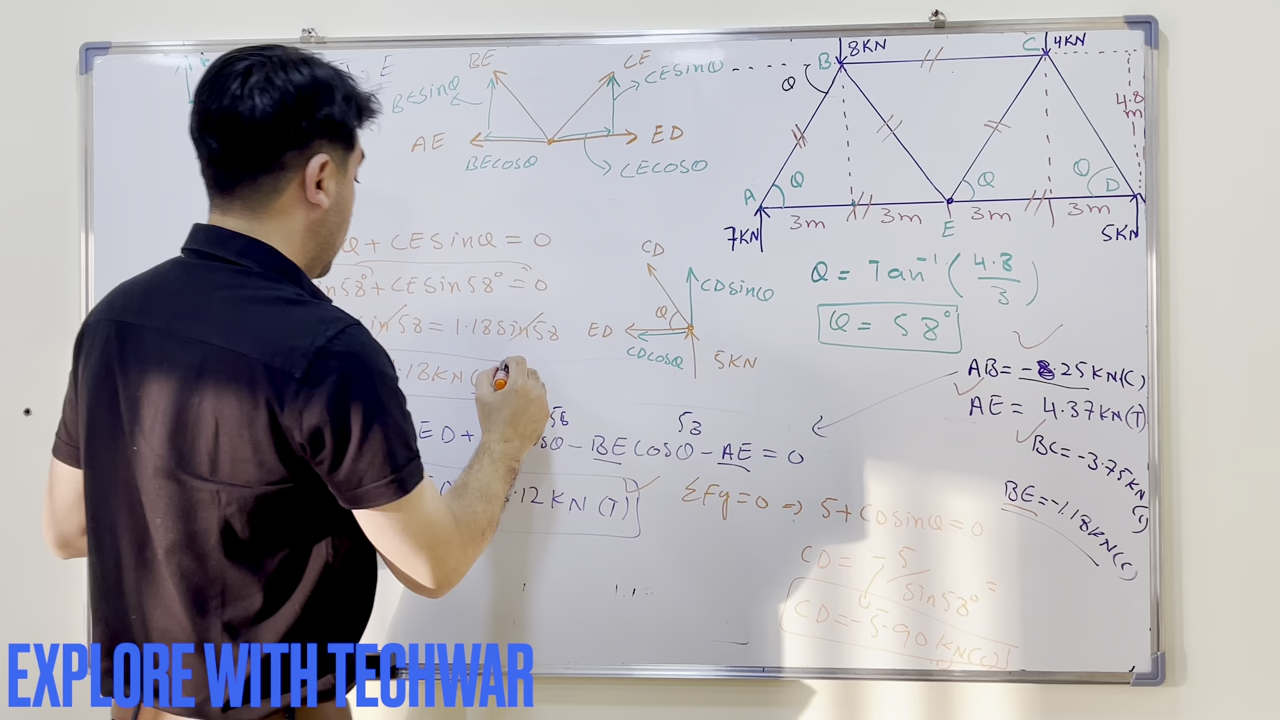 BE
CE
BEsinθ
CEsinθ
AE
ED
BEcosθ
CEcosθ
+ CEsinθ = 0
sin58° + CEsin58° = 0
sin58 = 1.18sin58
.18KN
ED +
- BEcosθ - AE = 0
58
.12KN (T)
CD
CDsinθ
θ
ED
CDcosθ
5KN
ΣFy=0 → 5+CDsinθ=0
CD = -5
sin58° =
CD = -5.90KN(C)
B
8KN
C
4KN
θ
4.8
m
A
θ
θ
θ
D
3m
3m
3m
3m
7KN
E
5KN
θ = Tan⁻¹ (4.8
3)
θ = 58°
AB = -8.25KN(C)
AE = 4.37KN(T)
BC = -3.75KN
BE = -1.18KN(C)
EXPLORE WITH TECHWAR